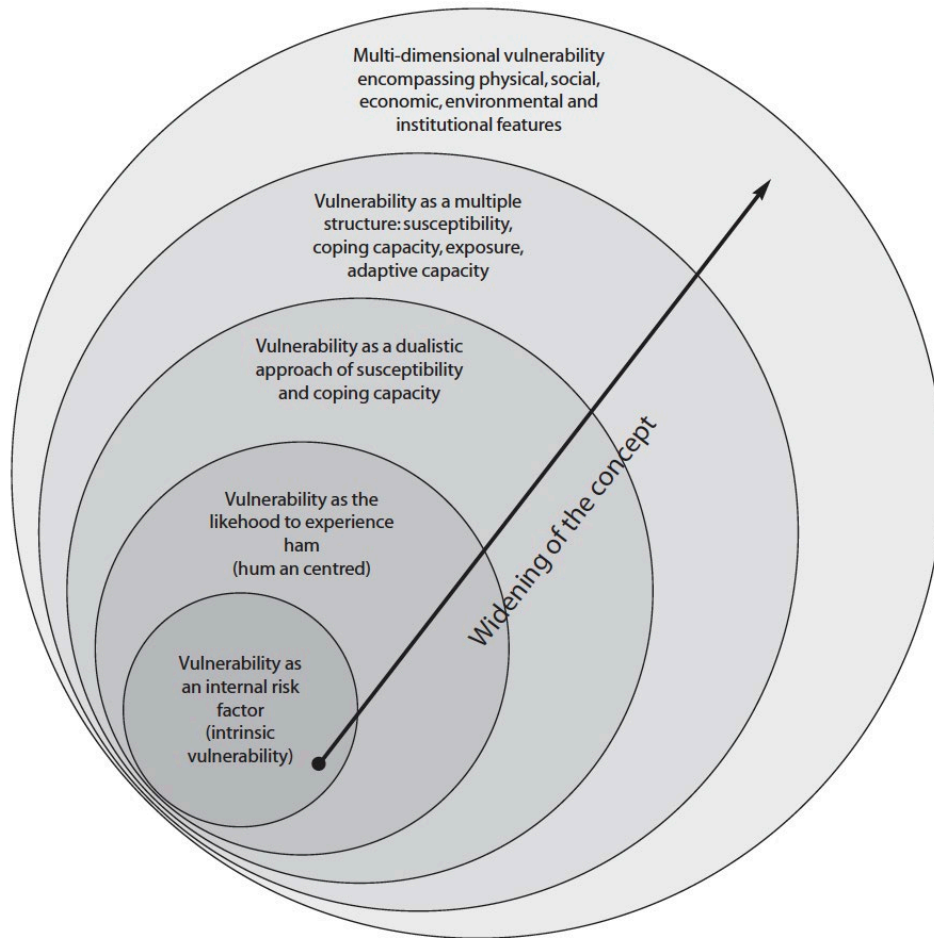 Multi-dimensional vulnerability
encompassing physical, social,
economic, environmental and
institutional features
Vulnerability as a multiple
structure: susceptibility,
coping capacity, exposure,
adaptive capacity
Vulnerability as a dualistic
approach of susceptibility
and coping capacity
Widening of the concept
Vulnerability as the
likehood to experience
ham
(hum an centred)
Vulnerability as
an internal risk
factor
(intrinsic
vulnerability)